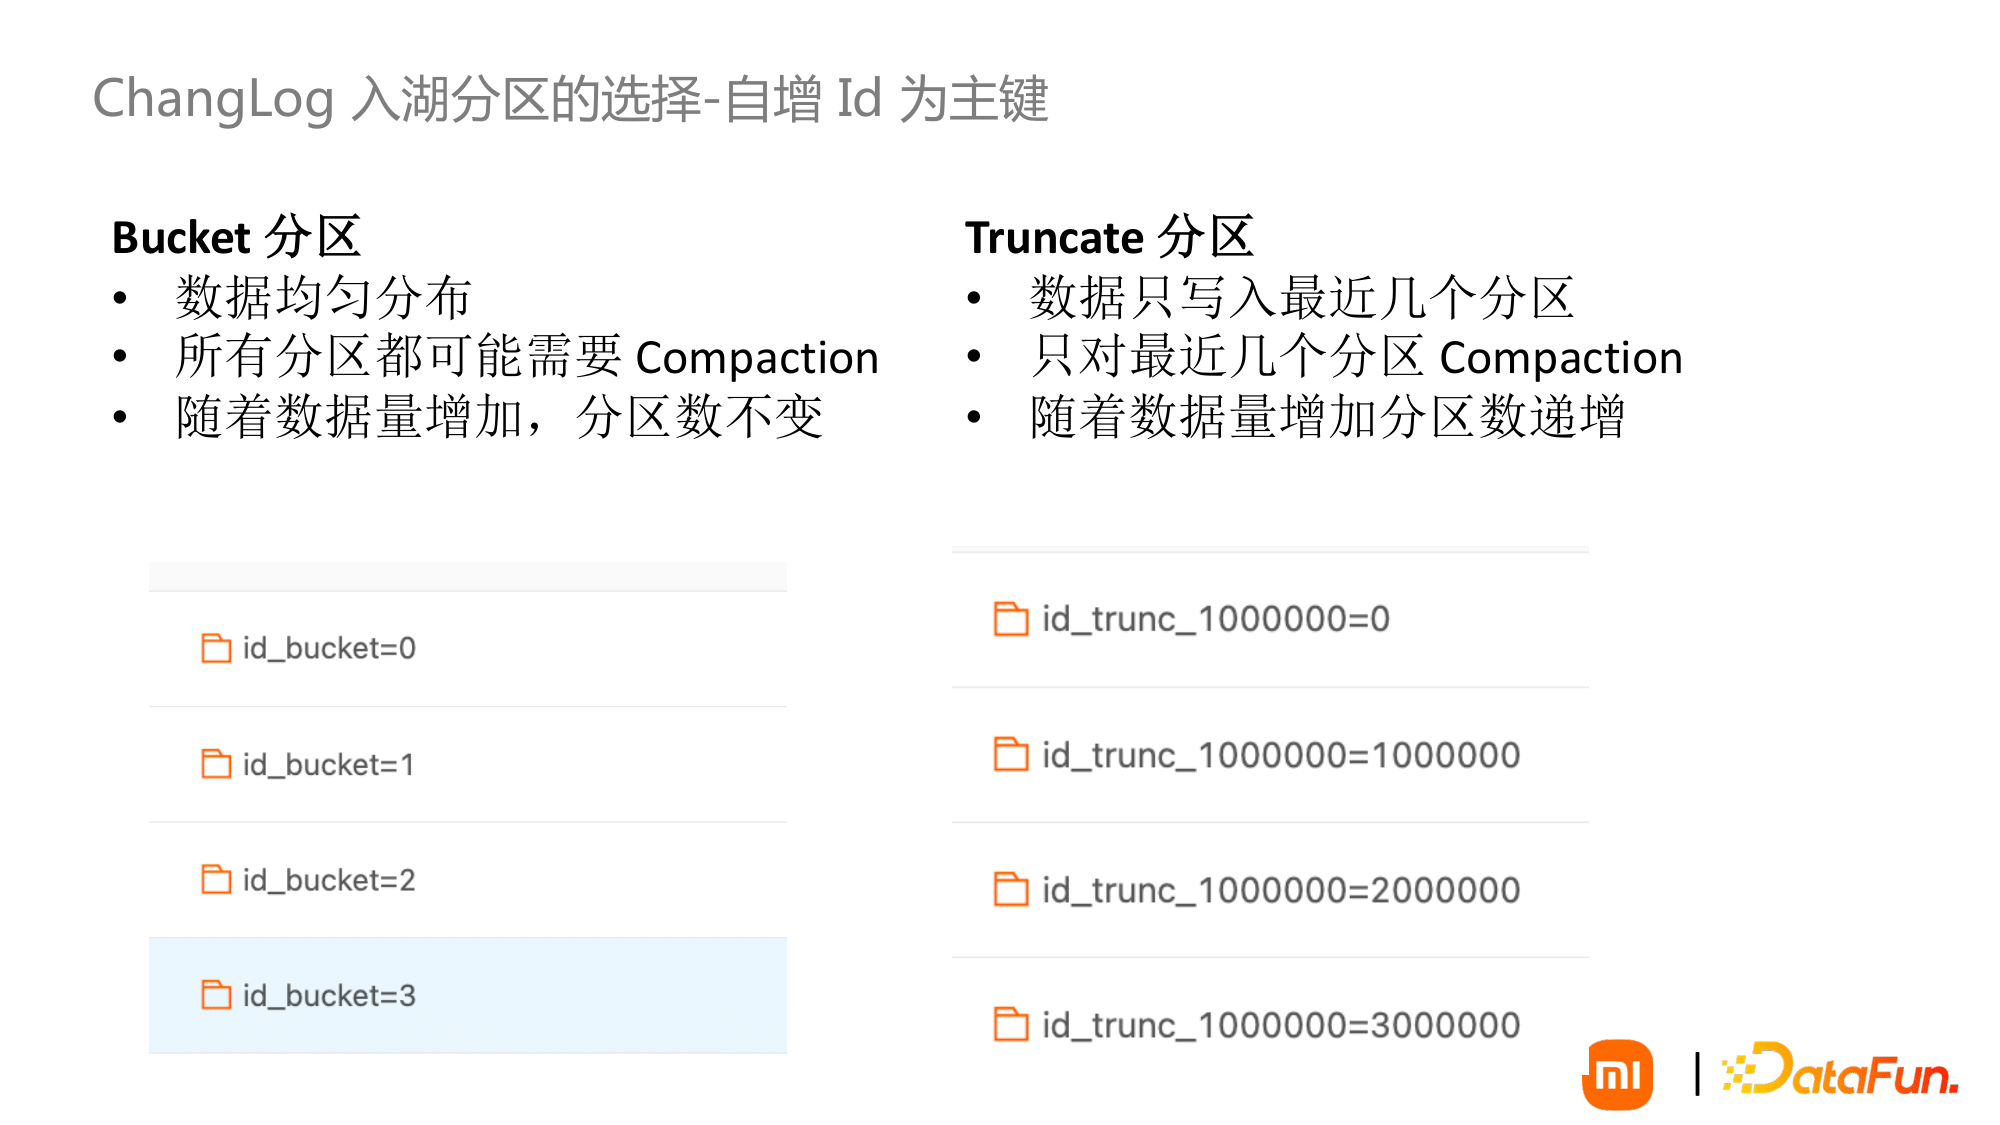 ChangLog 入湖分区的选择-自增 Id 为主键
Bucket 分区
• 数据均匀分布
• 所有分区都可能需要 Compaction
• 随着数据量增加，分区数不变
Truncate 分区
• 数据只写入最近几个分区
• 只对最近几个分区 Compaction
• 随着数据量增加分区数递增
id_bucket=0
id_bucket=1
id_bucket=2
id_bucket=3
id_trunc_1000000=0
id_trunc_1000000=1000000
id_trunc_1000000=2000000
id_trunc_1000000=3000000
mi | DataFun.